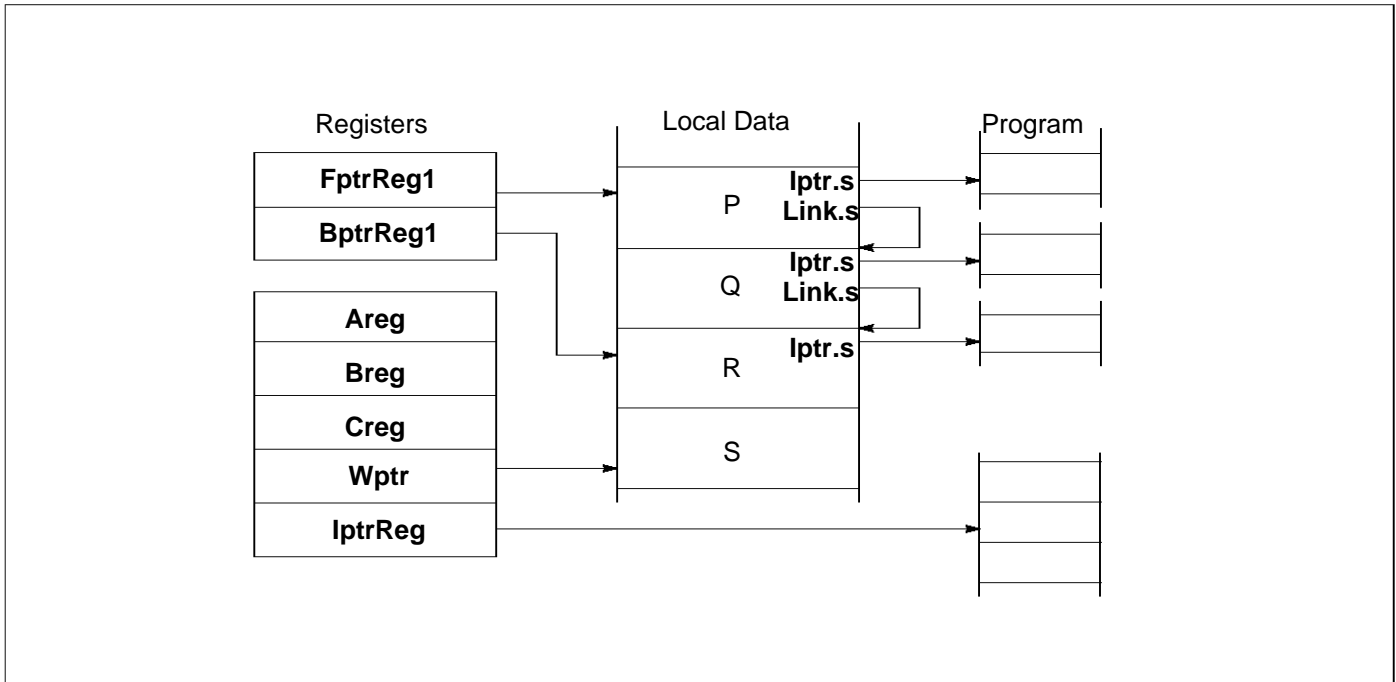 Registers
Local Data
Program
FptrReg1
BptrReg1
Areg
Breg
Creg
Wptr
IptrReg
P
Iptr.s
Link.s
Q
Iptr.s
Link.s
R
Iptr.s
S